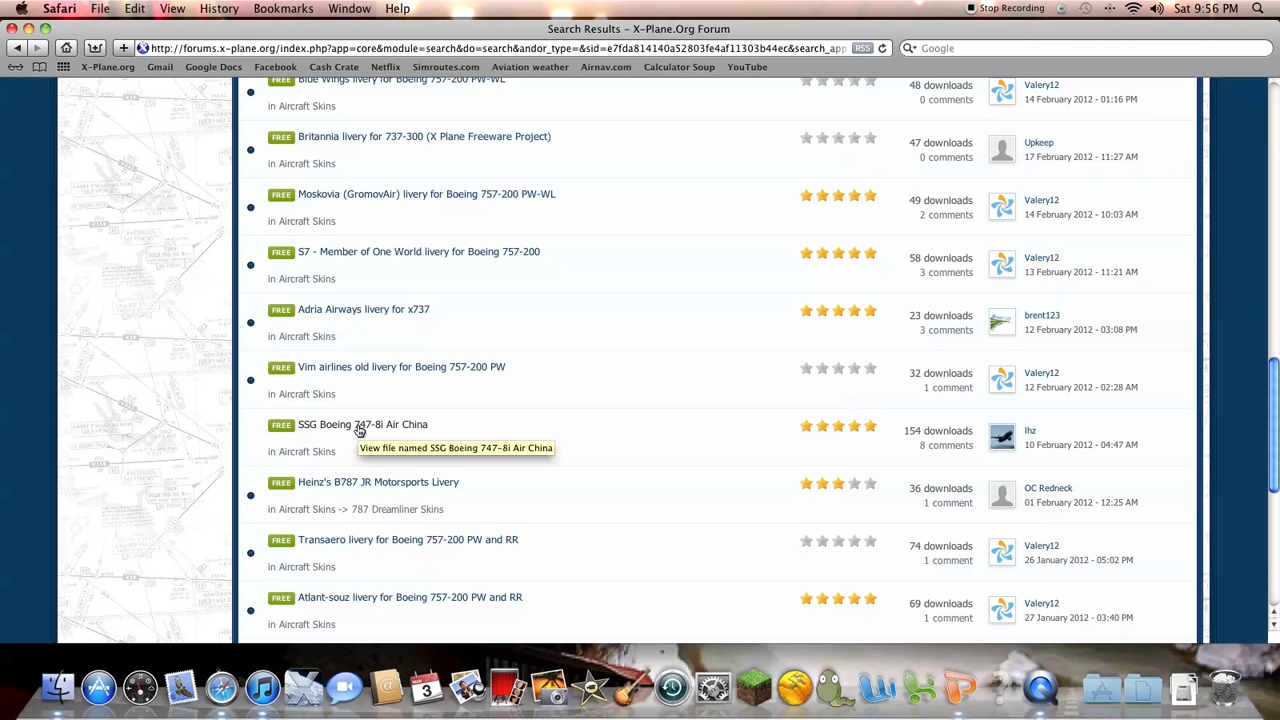 Safari File Edit View History Bookmarks Window Help Stop Recording Sat 9:56 PM
Search Results - X-Plane.Org Forum
http://forums.x-plane.org/index.php?app=core&module=search&do=search&andor_type=&sid=e7fda814140a52803fe4af11303b44ec&search_app RSS Google
X-Plane.org Gmail Google Docs Facebook Cash Crate Netflix Simroutes.com Aviation weather Airnav.com Calculator Soup YouTube
FREE Blue Wings livery for Boeing 757-200 PW-WL 48 downloads Valery12
in Aircraft Skins 0 comments 14 February 2012 - 01:16 PM
FREE Britannia livery for 737-300 (X Plane Freeware Project) 47 downloads Upkeep
in Aircraft Skins 0 comments 17 February 2012 - 11:27 AM
FREE Moskovia (GromovAir) livery for Boeing 757-200 PW-WL 49 downloads Valery12
in Aircraft Skins 2 comments 14 February 2012 - 10:03 AM
FREE S7 - Member of One World livery for Boeing 757-200 58 downloads Valery12
in Aircraft Skins 3 comments 13 February 2012 - 11:21 AM
FREE Adria Airways livery for x737 23 downloads brent123
in Aircraft Skins 3 comments 12 February 2012 - 03:08 PM
FREE Vim airlines old livery for Boeing 757-200 PW 32 downloads Valery12
in Aircraft Skins 1 comment 12 February 2012 - 02:28 AM
FREE SSG Boeing 747-8i Air China 154 downloads lhz
in Aircraft Skins View file named SSG Boeing 747-8i Air China 8 comments 10 February 2012 - 04:47 AM
FREE Heinz's B787 JR Motorsports Livery 36 downloads OC Redneck
in Aircraft Skins 787 Dreamliner Skins 1 comment 01 February 2012 - 12:25 AM
FREE Transaero livery for Boeing 757-200 PW and RR 74 downloads Valery12
in Aircraft Skins 1 comment 26 January 2012 - 05:02 PM
FREE Atlant-souz livery for Boeing 757-200 PW and RR 69 downloads Valery12
in Aircraft Skins 1 comment 27 January 2012 - 03:40 PM